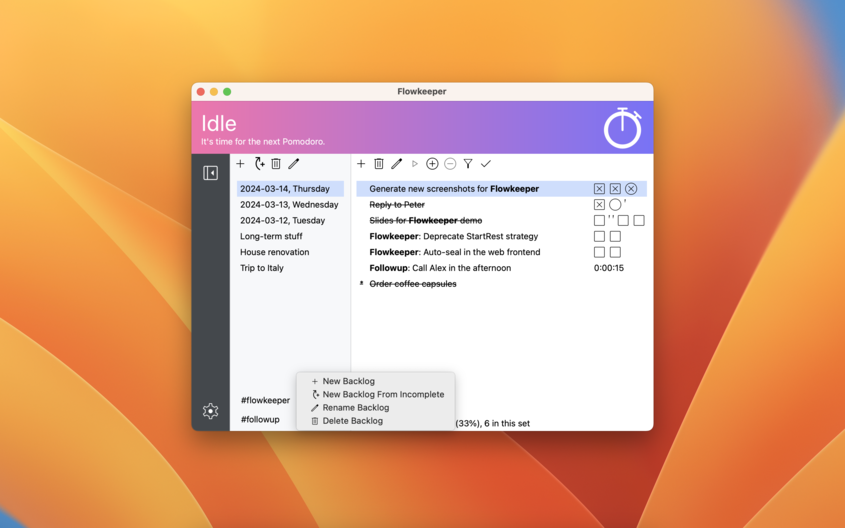 Flowkeeper
Idle
It's time for the next Pomodoro.
2024-03-14, Thursday
2024-03-13, Wednesday
2024-03-12, Tuesday
Long-term stuff
House renovation
Trip to Italy
#flowkeeper
#followup
Generate new screenshots for Flowkeeper
Reply to Peter
Slides for Flowkeeper demo
Flowkeeper: Deprecate StartRest strategy
Flowkeeper: Auto-seal in the web frontend
Followup: Call Alex in the afternoon 0:00:15
* Order coffee capsules
New Backlog
New Backlog From Incomplete
Rename Backlog
Delete Backlog
(33%), 6 in this set